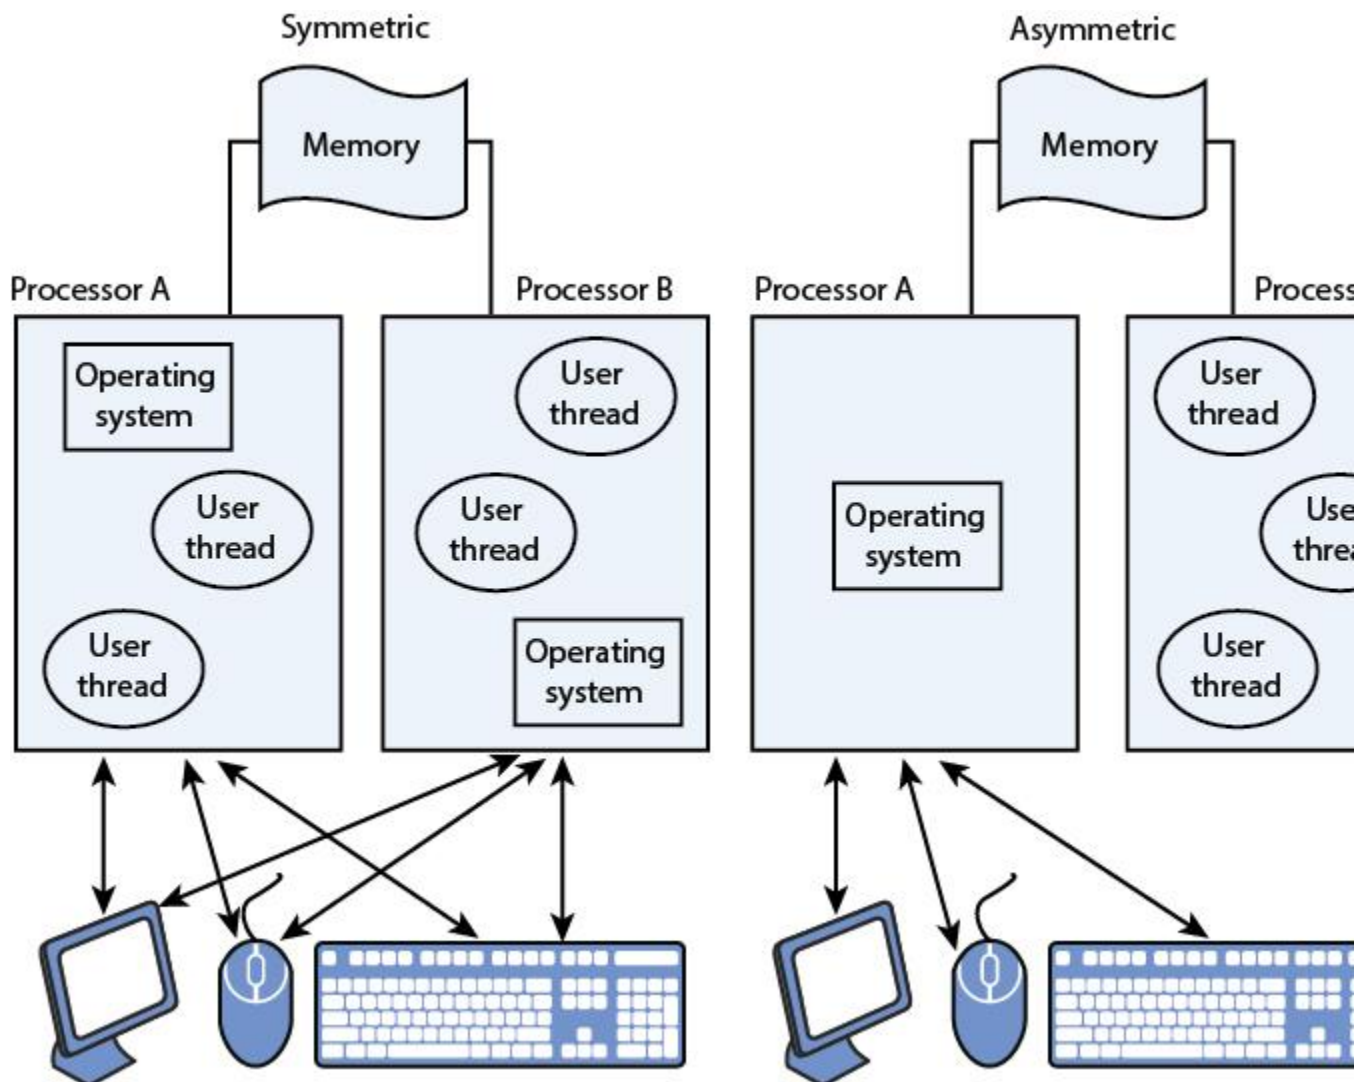 Symmetric
Memory
Processor A
Processor B
Operating
system
User
thread
User
thread
User
thread
User
thread
Operating
system
Asymmetric
Memory
Processor A
Operating
system
User
thread
User
thread